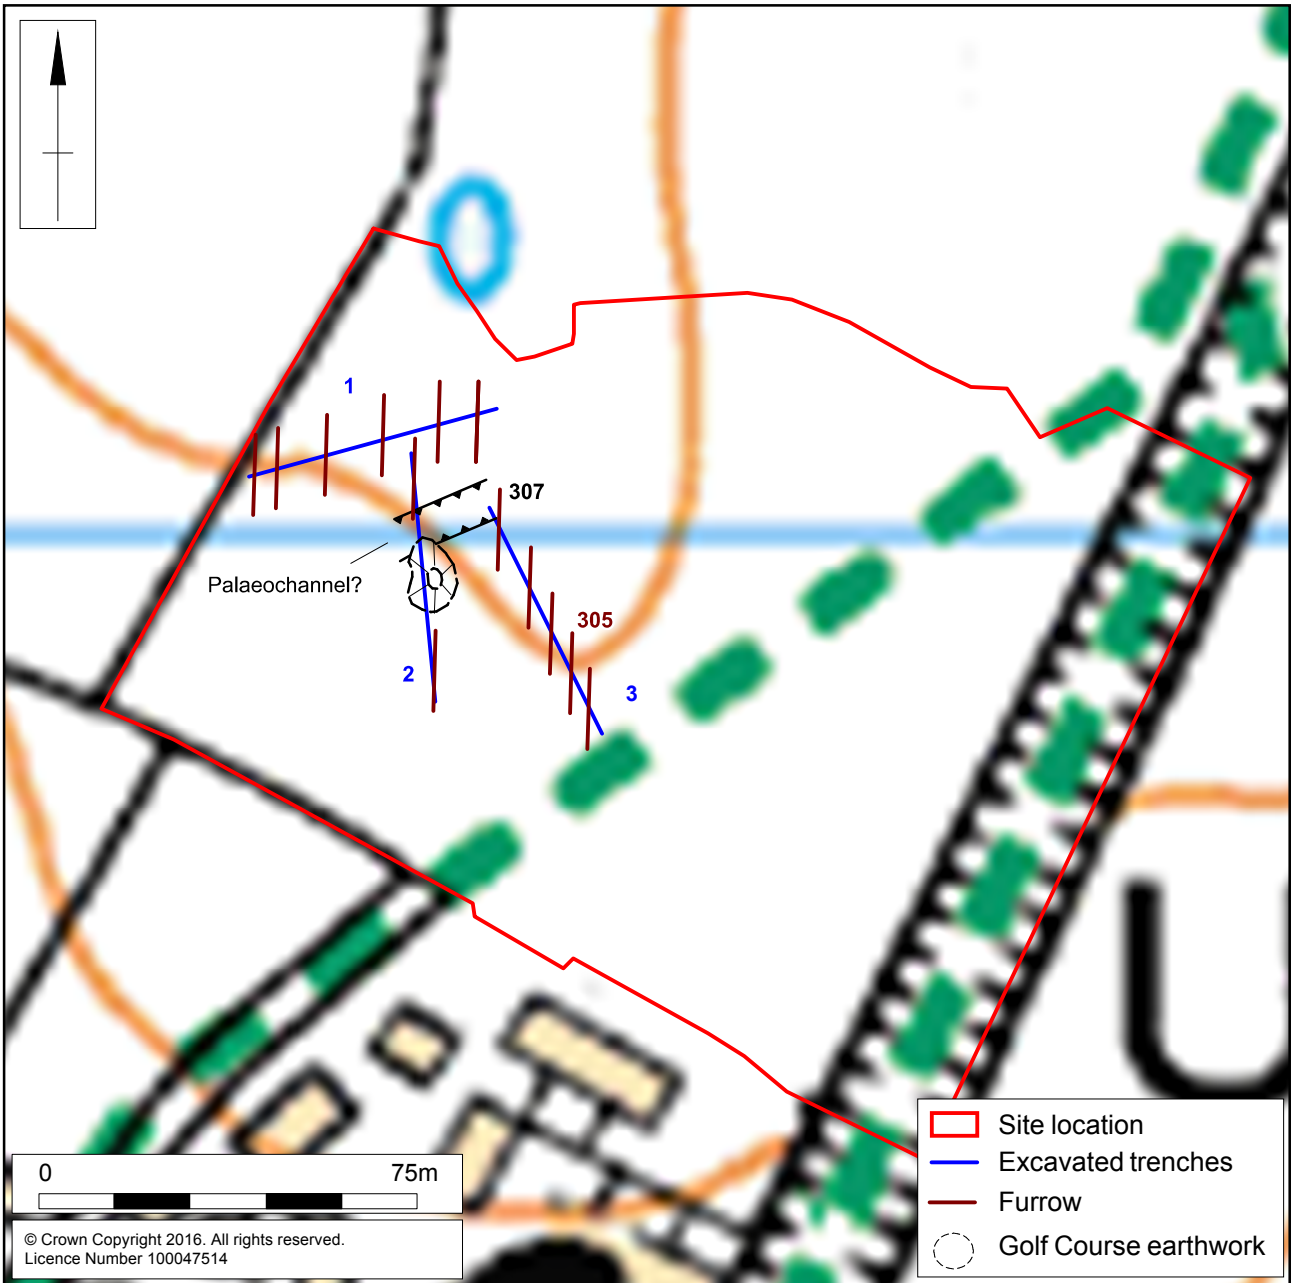 1
307
Palaeochannel?
305
2
3
U
Site location
Excavated trenches
Furrow
Golf Course earthwork
0 75m
© Crown Copyright 2016. All rights reserved.
Licence Number 100047514